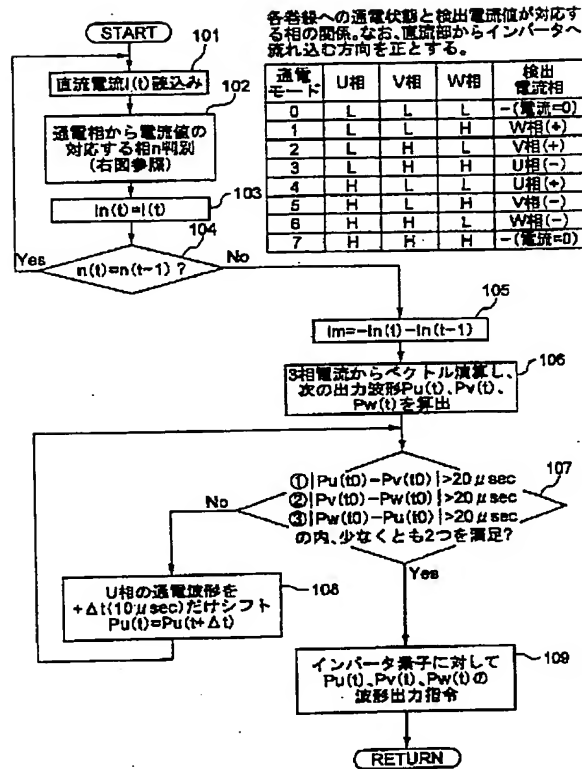 各巻線への通電状態と検出電流値が対応す
る相の関係。なお、直流部からインバータへ
流れ込む方向を正とする。
通電モード U相 V相 W相 検出電流相
0 L L L -(電流=0)
1 L L H W相(+)
2 L H L V相(+)
3 L H H U相(-)
4 H L L U相(+)
5 H L H V相(-)
6 H H L W相(-)
7 H H H -(電流=0)
START
101
直流電流I(t)読込み
102
通電相から電流値の
対応する相n判別
(右図参照)
103
In(t)=I(t)
104
n(t)=n(t-1) ?
Yes
No
105
Im=-In(t)-In(t-1)
106
3相電流からベクトル演算し、
次の出力波形Pu(t)、Pv(t)、
Pw(t)を算出
107
①|Pu(t0)-Pv(t0)|>20μsec
②|Pv(t0)-Pw(t0)|>20μsec
③|Pw(t0)-Pu(t0)|>20μsec
の内、少なくとも2つを満足?
No
Yes
108
U相の通電波形を
+Δt(10μsec)だけシフト
Pu(t)=Pu(t+Δt)
109
インバータ素子に対して
Pu(t)、Pv(t)、Pw(t)の
波形出力指令
RETURN